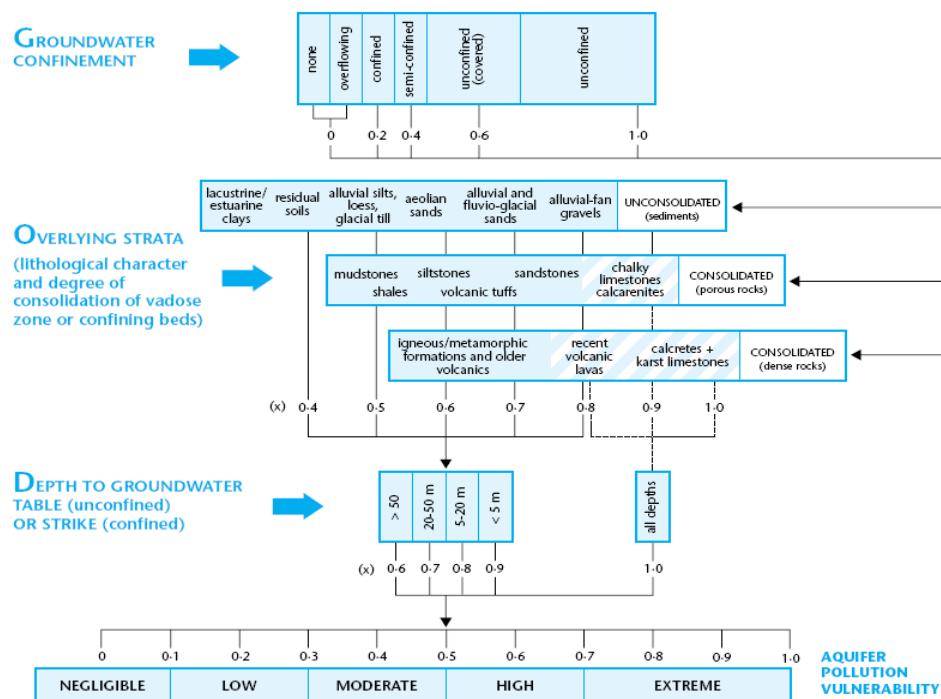 GROUNDWATER
CONFINEMENT
none
overflowing
confined
semi-confined
unconfined
(covered)
unconfined
0
0·2
0·4
0·6
1·0
lacustrine/
estuarine
clays
residual
soils
alluvial silts,
loess,
glacial till
aeolian
sands
alluvial and
fluvio-glacial
sands
alluvial-fan
gravels
UNCONSOLIDATED
(sediments)
OVERLYING STRATA
(lithological character
and degree of
consolidation of vadose
zone or confining beds)
mudstones
shales
siltstones
volcanic tuffs
sandstones
chalky
limestones
calcarenites
CONSOLIDATED
(porous rocks)
igneous/metamorphic
formations and older
volcanics
recent
volcanic
lavas
calcretes +
karst limestones
CONSOLIDATED
(dense rocks)
(x) 0·4 0·5 0·6 0·7 0·8 0·9 1·0
DEPTH TO GROUNDWATER
TABLE (unconfined)
OR STRIKE (confined)
> 50
20-50 m
5-20 m
< 5 m
all depths
(x) 0·6 0·7 0·8 0·9 1·0
0 0·1 0·2 0·3 0·4 0·5 0·6 0·7 0·8 0·9 1·0
NEGLIGIBLE LOW MODERATE HIGH EXTREME
AQUIFER
POLLUTION
VULNERABILITY